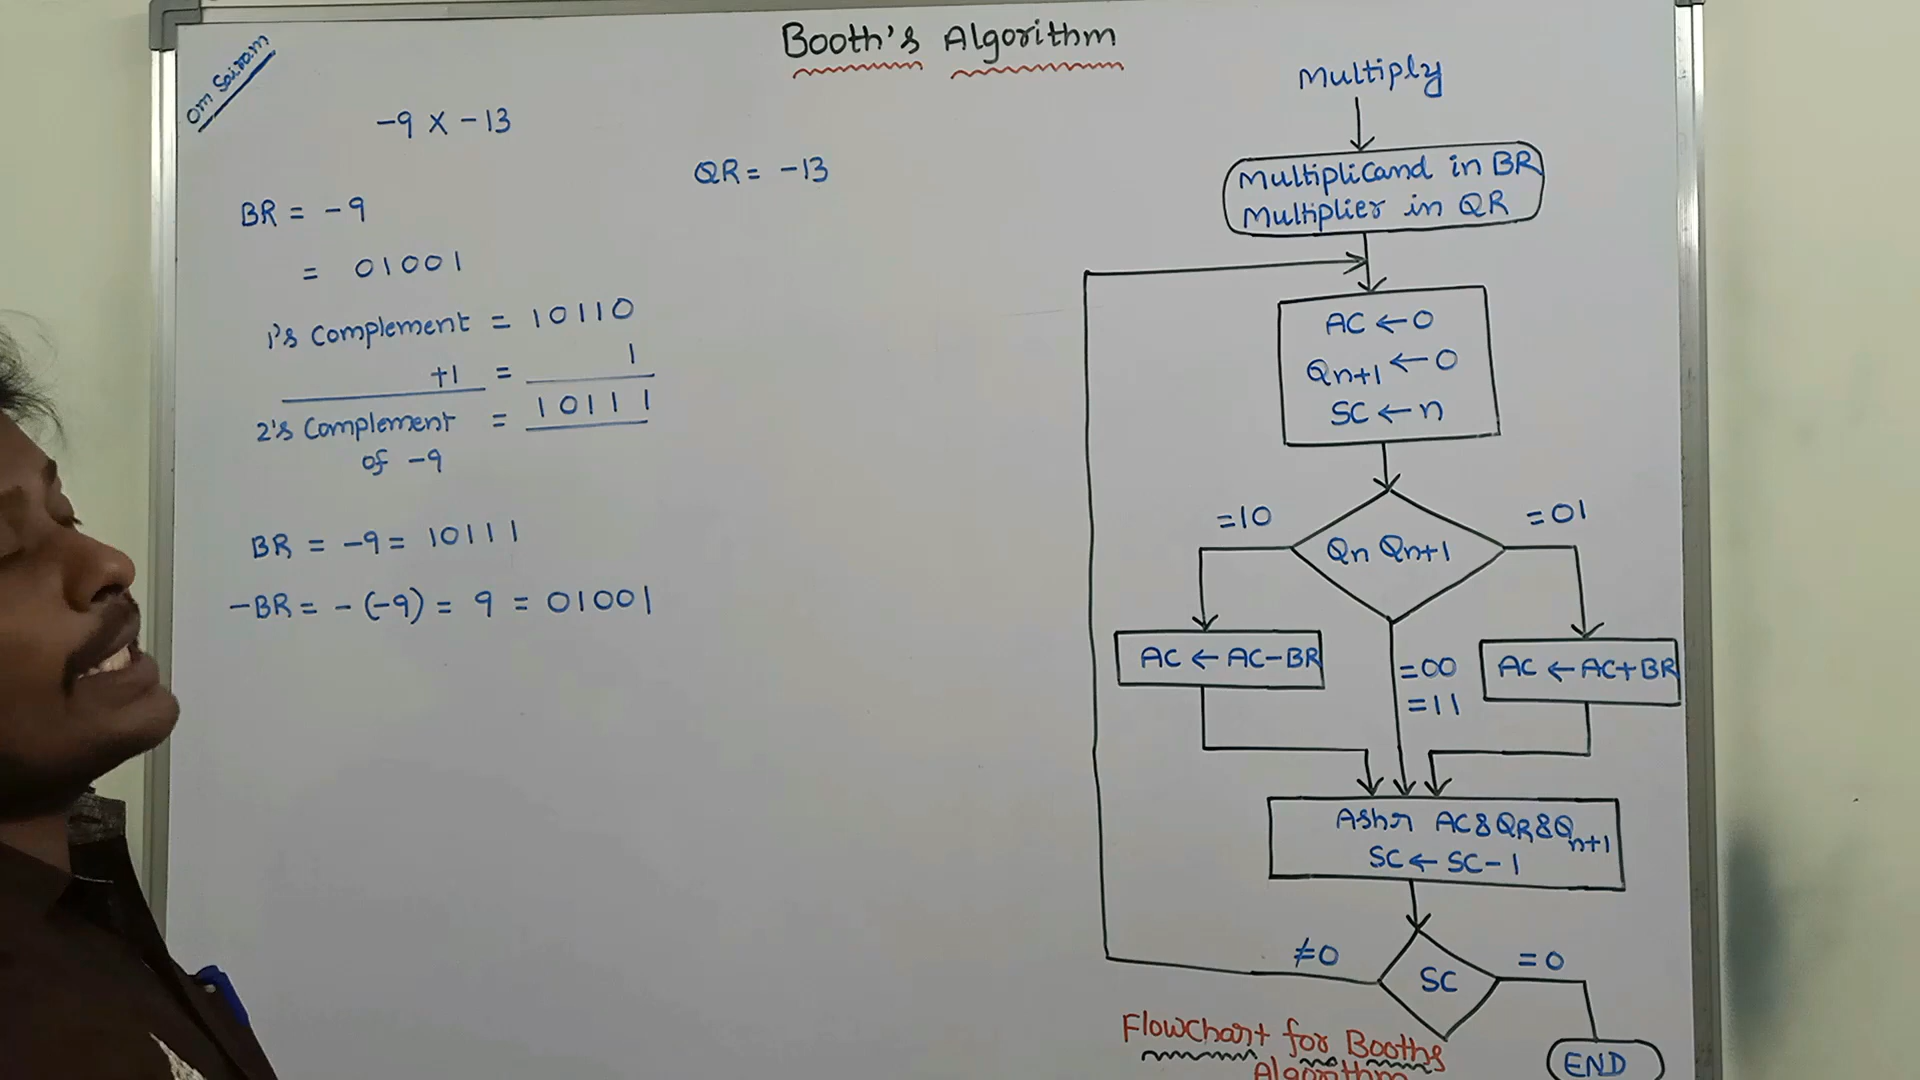 Booth's Algorithm
Om Sairam
-9 X -13
QR = -13
BR = -9
= 01001
1's Complement = 10110
+1 = 1
2's Complement = 10111
of -9
BR = -9 = 10111
-BR = -(-9) = 9 = 01001
Multiply
Multiplicand in BR
Multiplier in QR
AC ← 0
Qn+1 ← 0
SC ← n
=10
Qn Qn+1
=01
AC ← AC-BR
=00
=11
AC ← AC+BR
Ashr AC&QR&Qn+1
SC ← SC-1
≠0
SC
=0
END
Flowchart for Booths
Algorithm